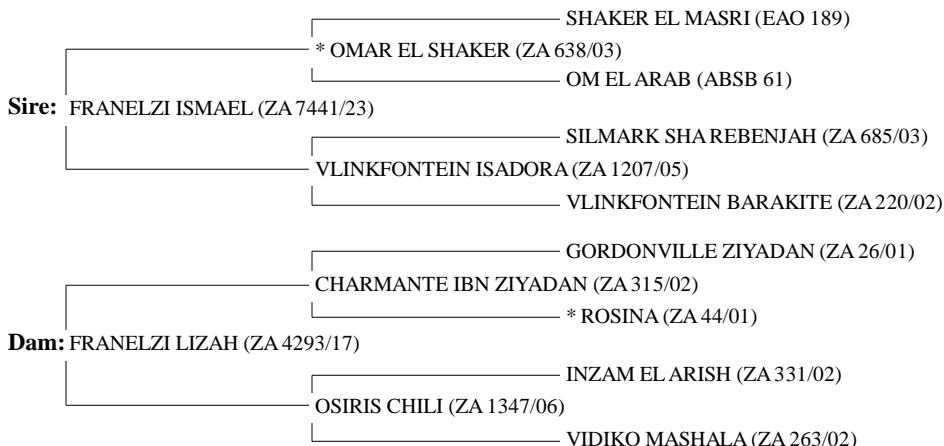 SHAKER EL MASRI (EAO 189)
* OMAR EL SHAKER (ZA 638/03)
OM EL ARAB (ABSB 61)
Sire: FRANELZI ISMAEL (ZA 7441/23)
SILMARK SHA REBENJAH (ZA 685/03)
VLINKFONTEIN ISADORA (ZA 1207/05)
VLINKFONTEIN BARAKITE (ZA 220/02)
GORDONVILLE ZIYADAN (ZA 26/01)
CHARMANTE IBN ZIYADAN (ZA 315/02)
* ROSINA (ZA 44/01)
Dam: FRANELZI LIZAH (ZA 4293/17)
INZAM EL ARISH (ZA 331/02)
OSIRIS CHILI (ZA 1347/06)
VIDIKO MASHALA (ZA 263/02)